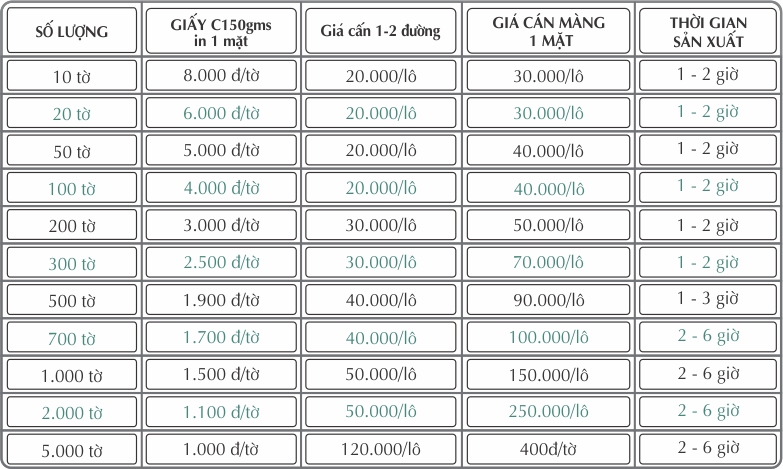 SỐ LƯỢNG GIẤY C150gms in 1 mặt Giá cấn 1-2 đường GIÁ CÁN MÀNG 1 MẶT THỜI GIAN SẢN XUẤT
10 tờ 8.000 đ/tờ 20.000/lô 30.000/lô 1 - 2 giờ
20 tờ 6.000 đ/tờ 20.000/lô 30.000/lô 1 - 2 giờ
50 tờ 5.000 đ/tờ 20.000/lô 40.000/lô 1 - 2 giờ
100 tờ 4.000 đ/tờ 20.000/lô 40.000/lô 1 - 2 giờ
200 tờ 3.000 đ/tờ 30.000/lô 50.000/lô 1 - 2 giờ
300 tờ 2.500 đ/tờ 30.000/lô 70.000/lô 1 - 2 giờ
500 tờ 1.900 đ/tờ 40.000/lô 90.000/lô 1 - 3 giờ
700 tờ 1.700 đ/tờ 40.000/lô 100.000/lô 2 - 6 giờ
1.000 tờ 1.500 đ/tờ 50.000/lô 150.000/lô 2 - 6 giờ
2.000 tờ 1.100 đ/tờ 50.000/lô 250.000/lô 2 - 6 giờ
5.000 tờ 1.000 đ/tờ 120.000/lô 400đ/tờ 2 - 6 giờ